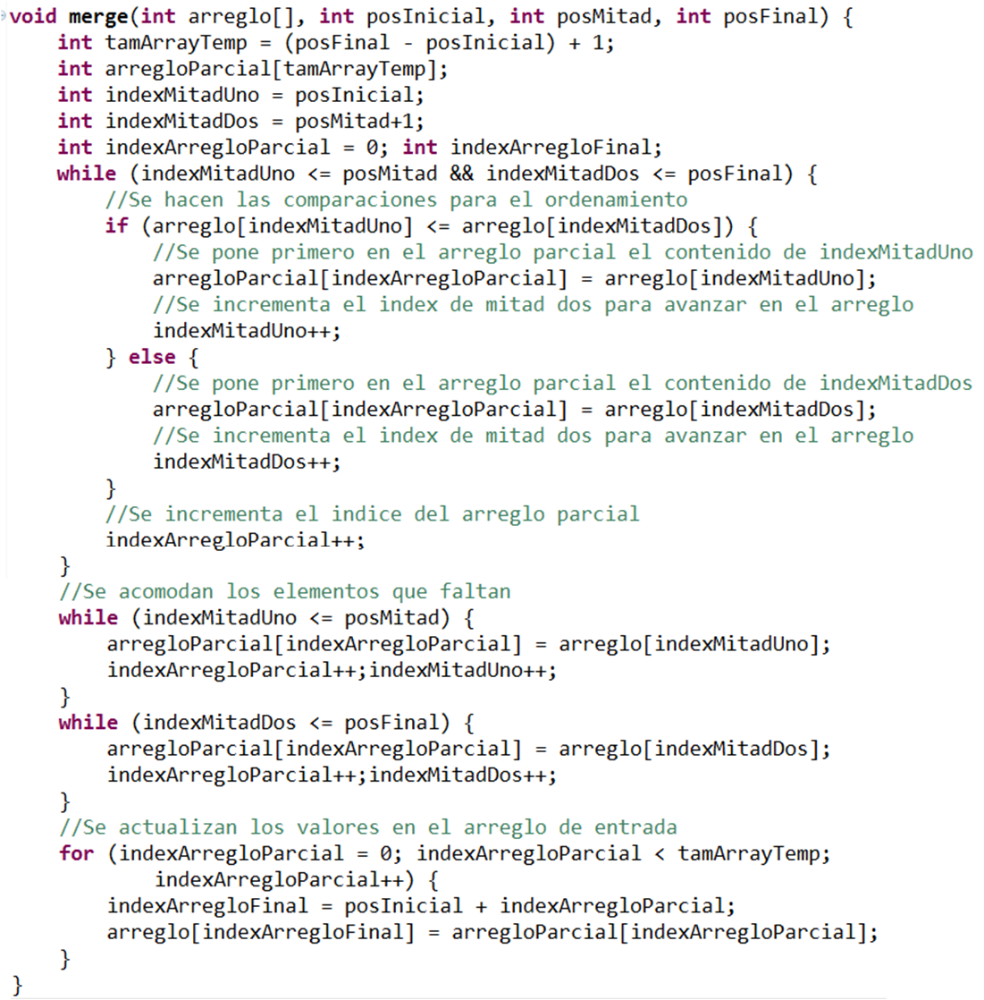 void merge(int arreglo[], int posInicial, int posMitad, int posFinal) {
    int tamArrayTemp = (posFinal - posInicial) + 1;
    int arregloParcial[tamArrayTemp];
    int indexMitadUno = posInicial;
    int indexMitadDos = posMitad+1;
    int indexArregloParcial = 0; int indexArregloFinal;
    while (indexMitadUno <= posMitad && indexMitadDos <= posFinal) {
        //Se hacen las comparaciones para el ordenamiento
        if (arreglo[indexMitadUno] <= arreglo[indexMitadDos]) {
            //Se pone primero en el arreglo parcial el contenido de indexMitadUno
            arregloParcial[indexArregloParcial] = arreglo[indexMitadUno];
            //Se incrementa el index de mitad dos para avanzar en el arreglo
            indexMitadUno++;
        } else {
            //Se pone primero en el arreglo parcial el contenido de indexMitadDos
            arregloParcial[indexArregloParcial] = arreglo[indexMitadDos];
            //Se incrementa el index de mitad dos para avanzar en el arreglo
            indexMitadDos++;
        }
        //Se incrementa el indice del arreglo parcial
        indexArregloParcial++;
    }
    //Se acomodan los elementos que faltan
    while (indexMitadUno <= posMitad) {
        arregloParcial[indexArregloParcial] = arreglo[indexMitadUno];
        indexArregloParcial++;indexMitadUno++;
    }
    while (indexMitadDos <= posFinal) {
        arregloParcial[indexArregloParcial] = arreglo[indexMitadDos];
        indexArregloParcial++;indexMitadDos++;
    }
    //Se actualizan los valores en el arreglo de entrada
    for (indexArregloParcial = 0; indexArregloParcial < tamArrayTemp;
            indexArregloParcial++) {
        indexArregloFinal = posInicial + indexArregloParcial;
        arreglo[indexArregloFinal] = arregloParcial[indexArregloParcial];
    }
}